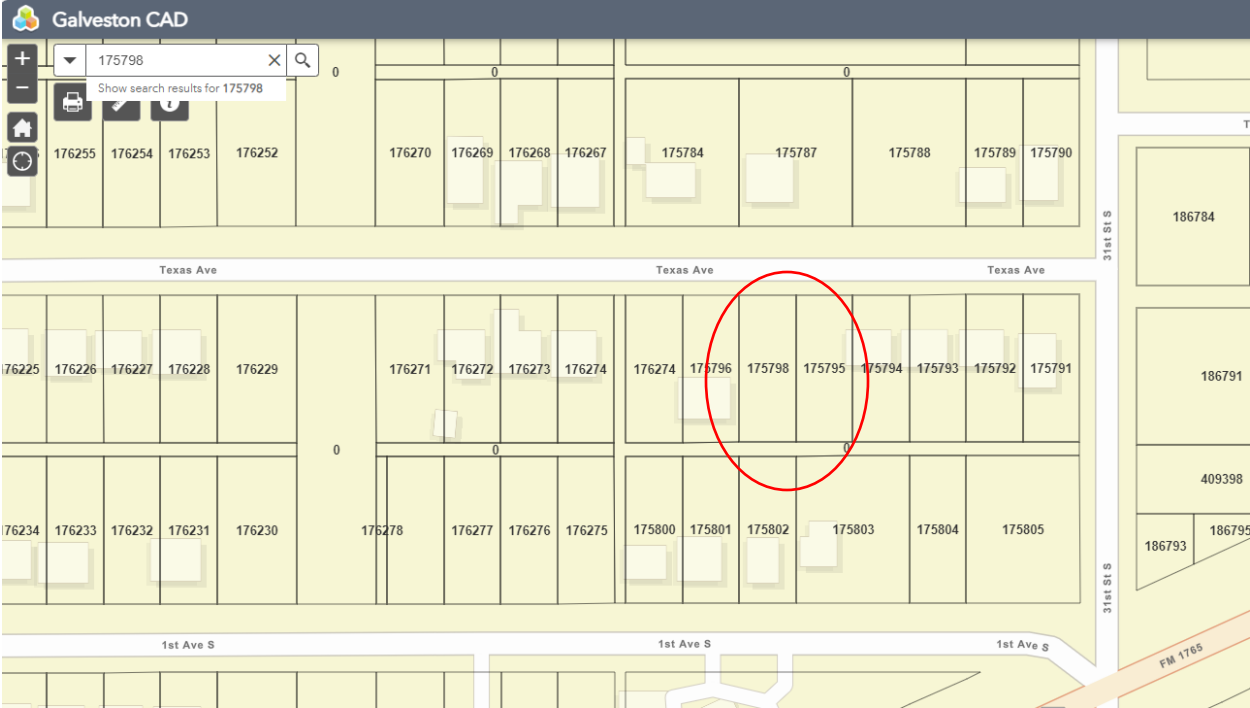 Galveston CAD
+
175798
Show search results for 175798
−
0
0
0
T
176255 176254 176253 176252 176270 176269 176268 176267 175784 175787 175788 175789 175790
186784
31st St S
Texas Ave Texas Ave Texas Ave
176225 176226 176227 176228 176229 176271 176272 176273 176274 176274 175796 175798 175795 175794 175793 175792 175791
186791
0 0 0
409398
176234 176233 176232 176231 176230 176278 176277 176276 176275 175800 175801 175802 175803 175804 175805
186795
186793
31st St S
1st Ave S 1st Ave S 1st Ave S
FM 1765